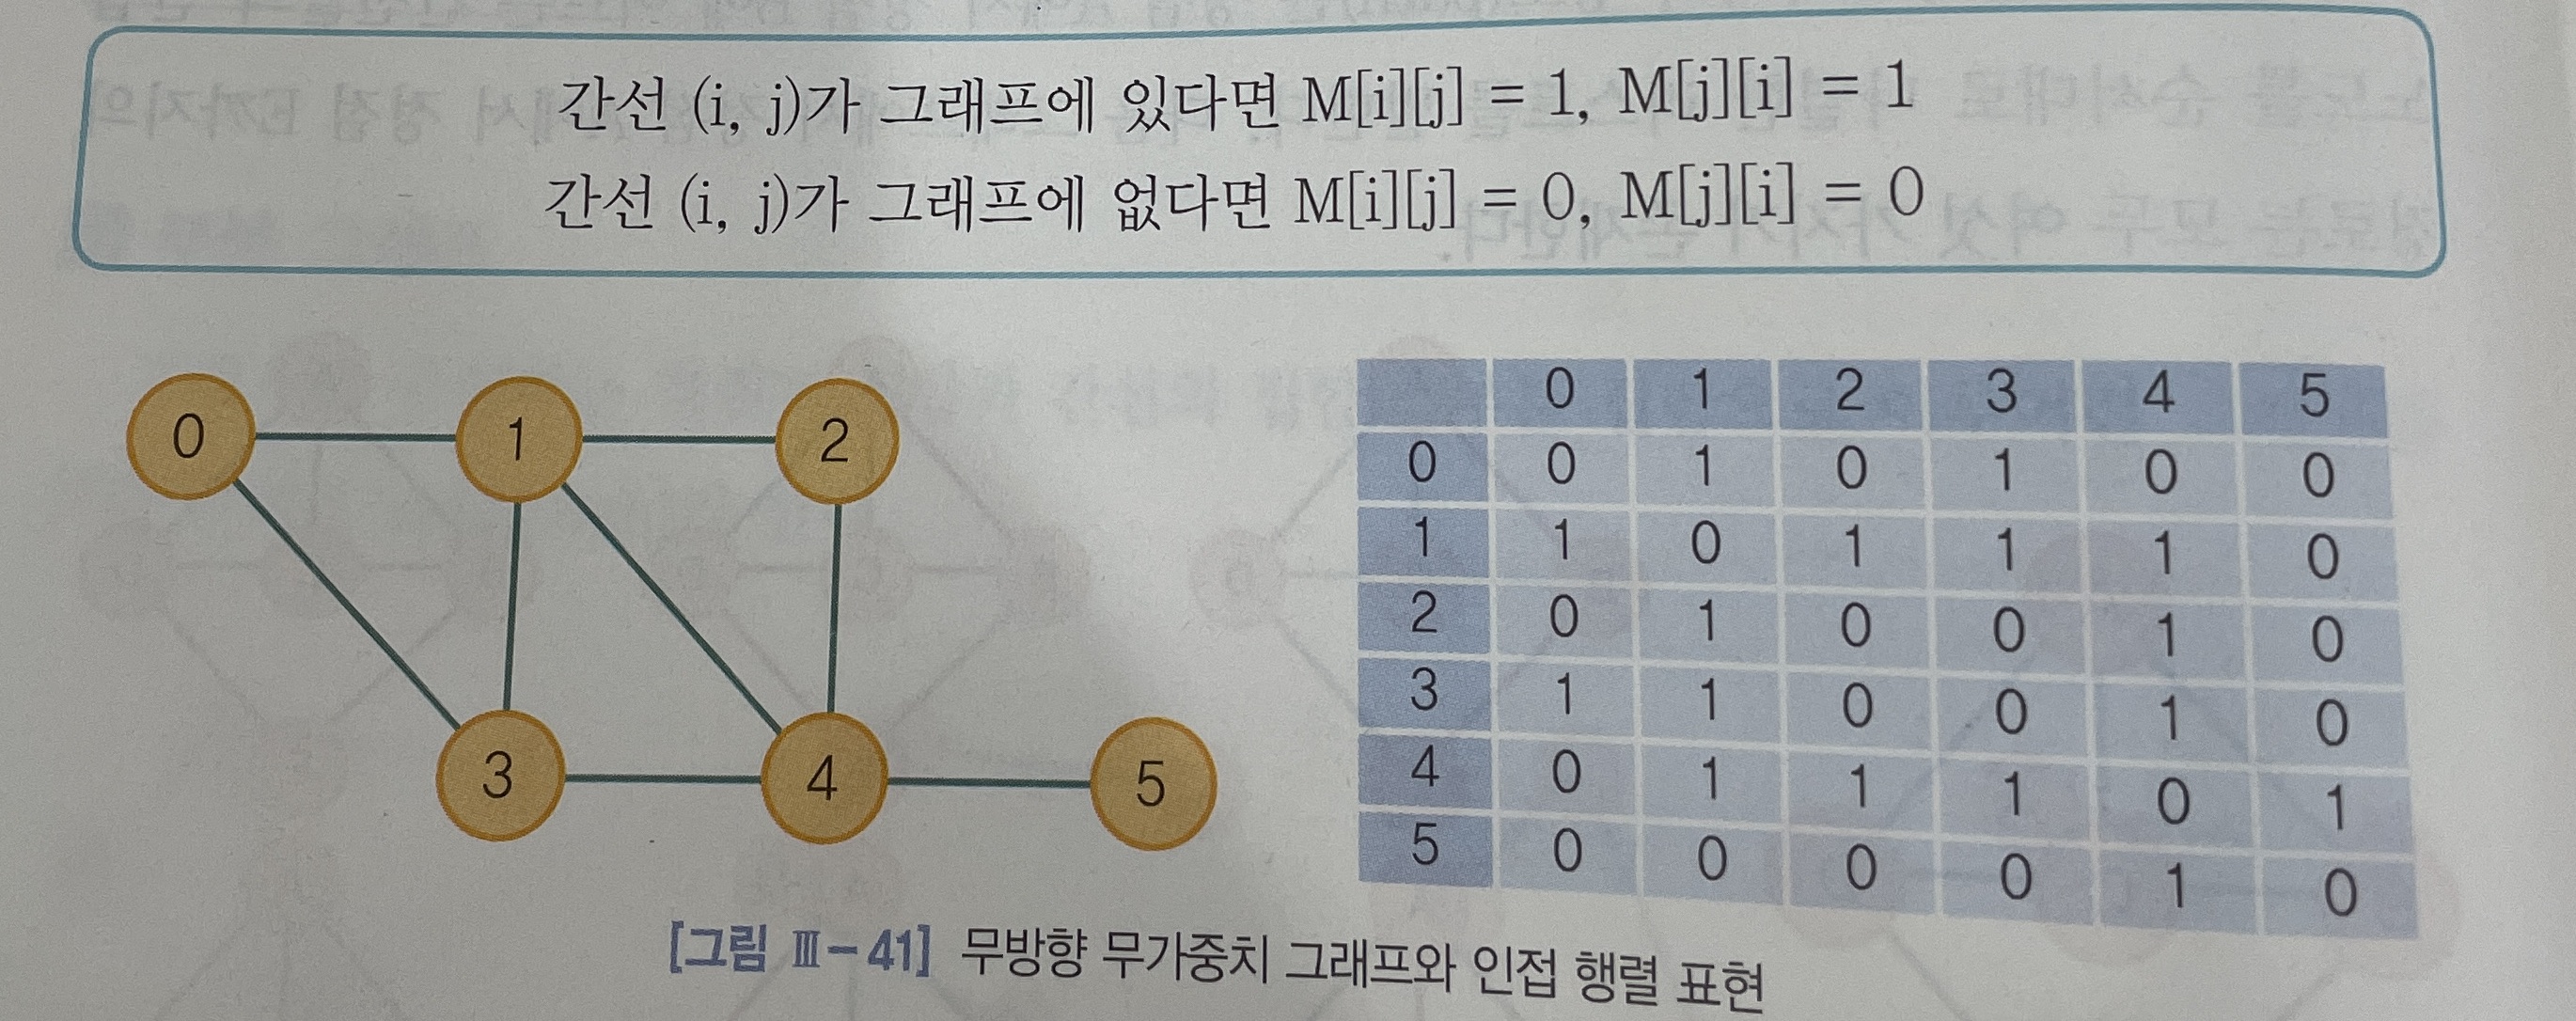 간선 (i, j)가 그래프에 있다면 M[i][j] = 1, M[j][i] = 1
간선 (i, j)가 그래프에 없다면 M[i][j] = 0, M[j][i] = 0
0 1 2
3 4 5
0 1 2 3 4 5
0 0 1 0 1 0 0
1 1 0 1 1 1 0
2 0 1 0 0 1 0
3 1 1 0 0 1 0
4 0 1 1 1 0 1
5 0 0 0 0 1 0
[그림 Ⅲ-41] 무방향 무가중치 그래프와 인접 행렬 표현